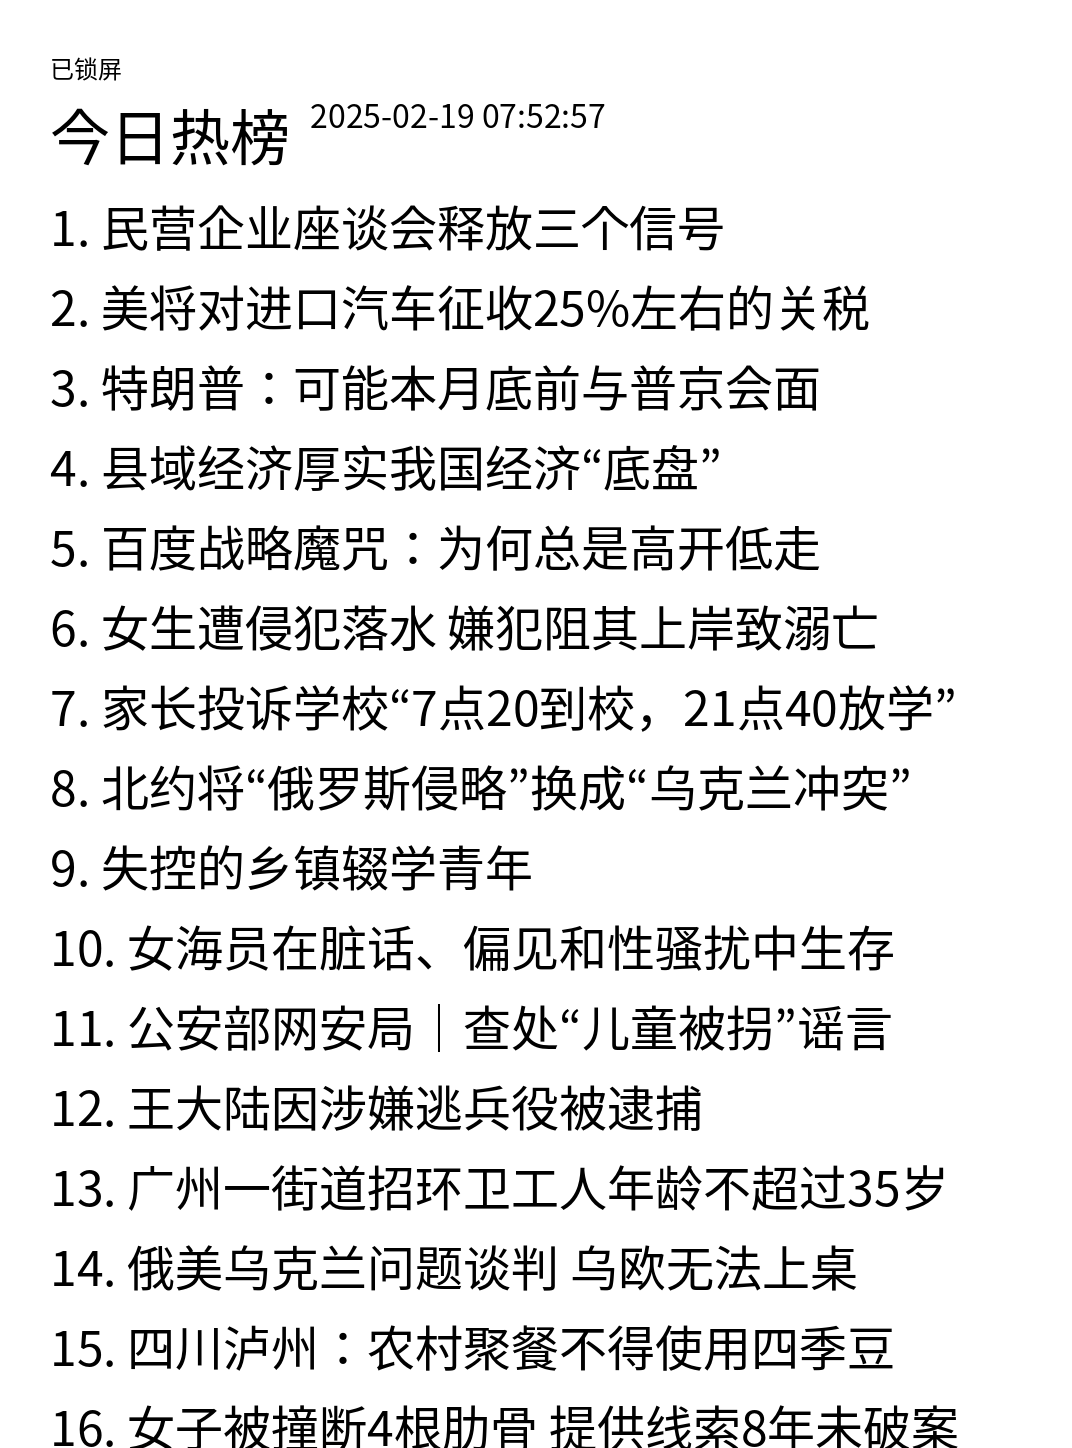 已锁屏
今日热榜 2025-02-19 07:52:57
1. 民营企业座谈会释放三个信号
2. 美将对进口汽车征收25%左右的关税
3. 特朗普：可能本月底前与普京会面
4. 县域经济厚实我国经济“底盘”
5. 百度战略魔咒：为何总是高开低走
6. 女生遭侵犯落水 嫌犯阻其上岸致溺亡
7. 家长投诉学校“7点20到校，21点40放学”
8. 北约将“俄罗斯侵略”换成“乌克兰冲突”
9. 失控的乡镇辍学青年
10. 女海员在脏话、偏见和性骚扰中生存
11. 公安部网安局｜查处“儿童被拐”谣言
12. 王大陆因涉嫌逃兵役被逮捕
13. 广州一街道招环卫工人年龄不超过35岁
14. 俄美乌克兰问题谈判 乌欧无法上桌
15. 四川泸州：农村聚餐不得使用四季豆
16. 女子被撞断4根肋骨 提供线索8年未破案